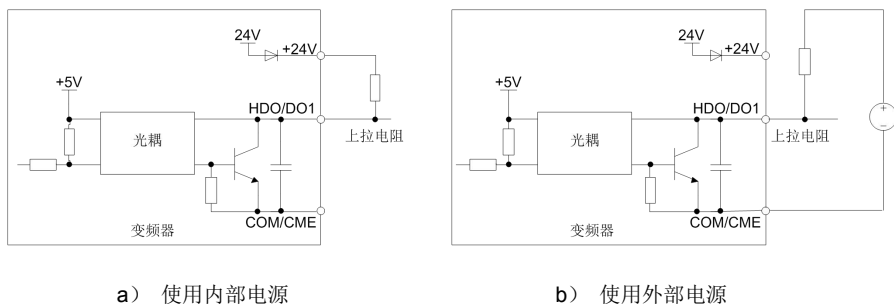 24V
+24V
+5V
HDO/DO1
光耦
上拉电阻
COM/CME
变频器
a） 使用内部电源
24V
+24V
+5V
HDO/DO1
光耦
上拉电阻
COM/CME
变频器
+
−
b） 使用外部电源